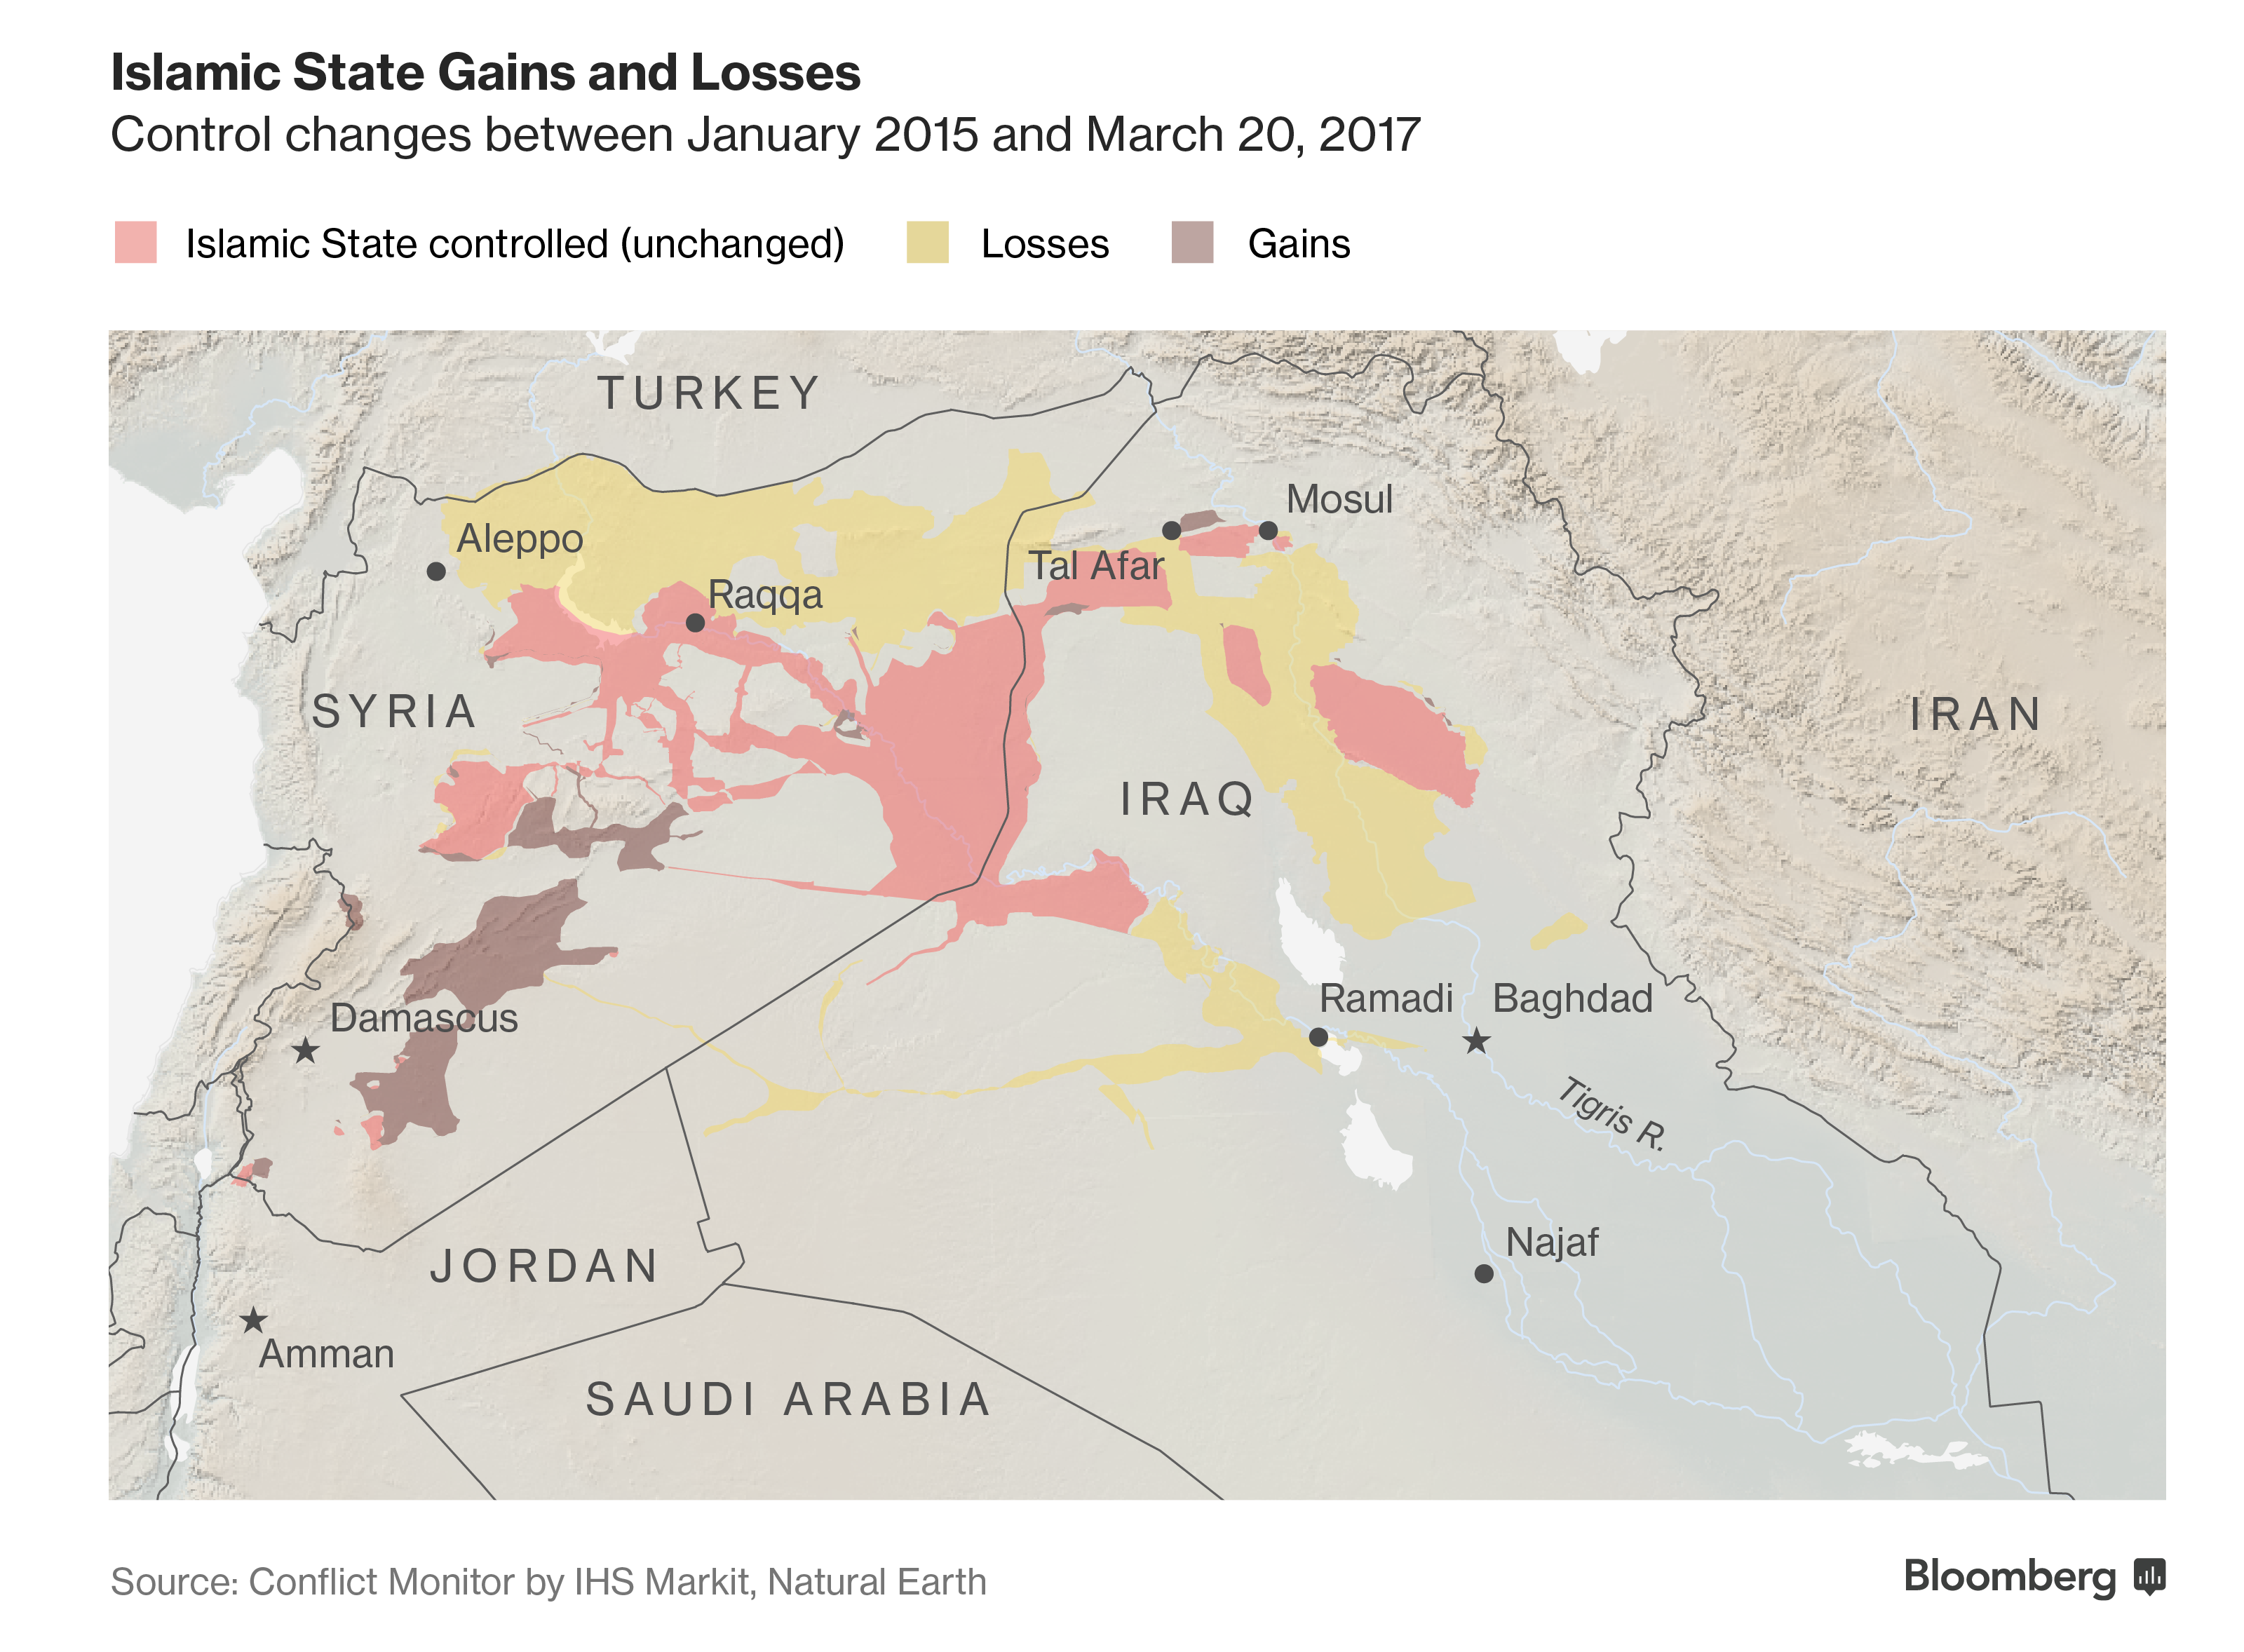 Islamic State Gains and Losses
Control changes between January 2015 and March 20, 2017
Islamic State controlled (unchanged) Losses Gains
TURKEY
Mosul
Aleppo
Tal Afar
Raqqa
SYRIA
IRAN
IRAQ
Ramadi Baghdad
Damascus
Tigris R.
Najaf
JORDAN
Amman
SAUDI ARABIA
Source: Conflict Monitor by IHS Markit, Natural Earth
Bloomberg